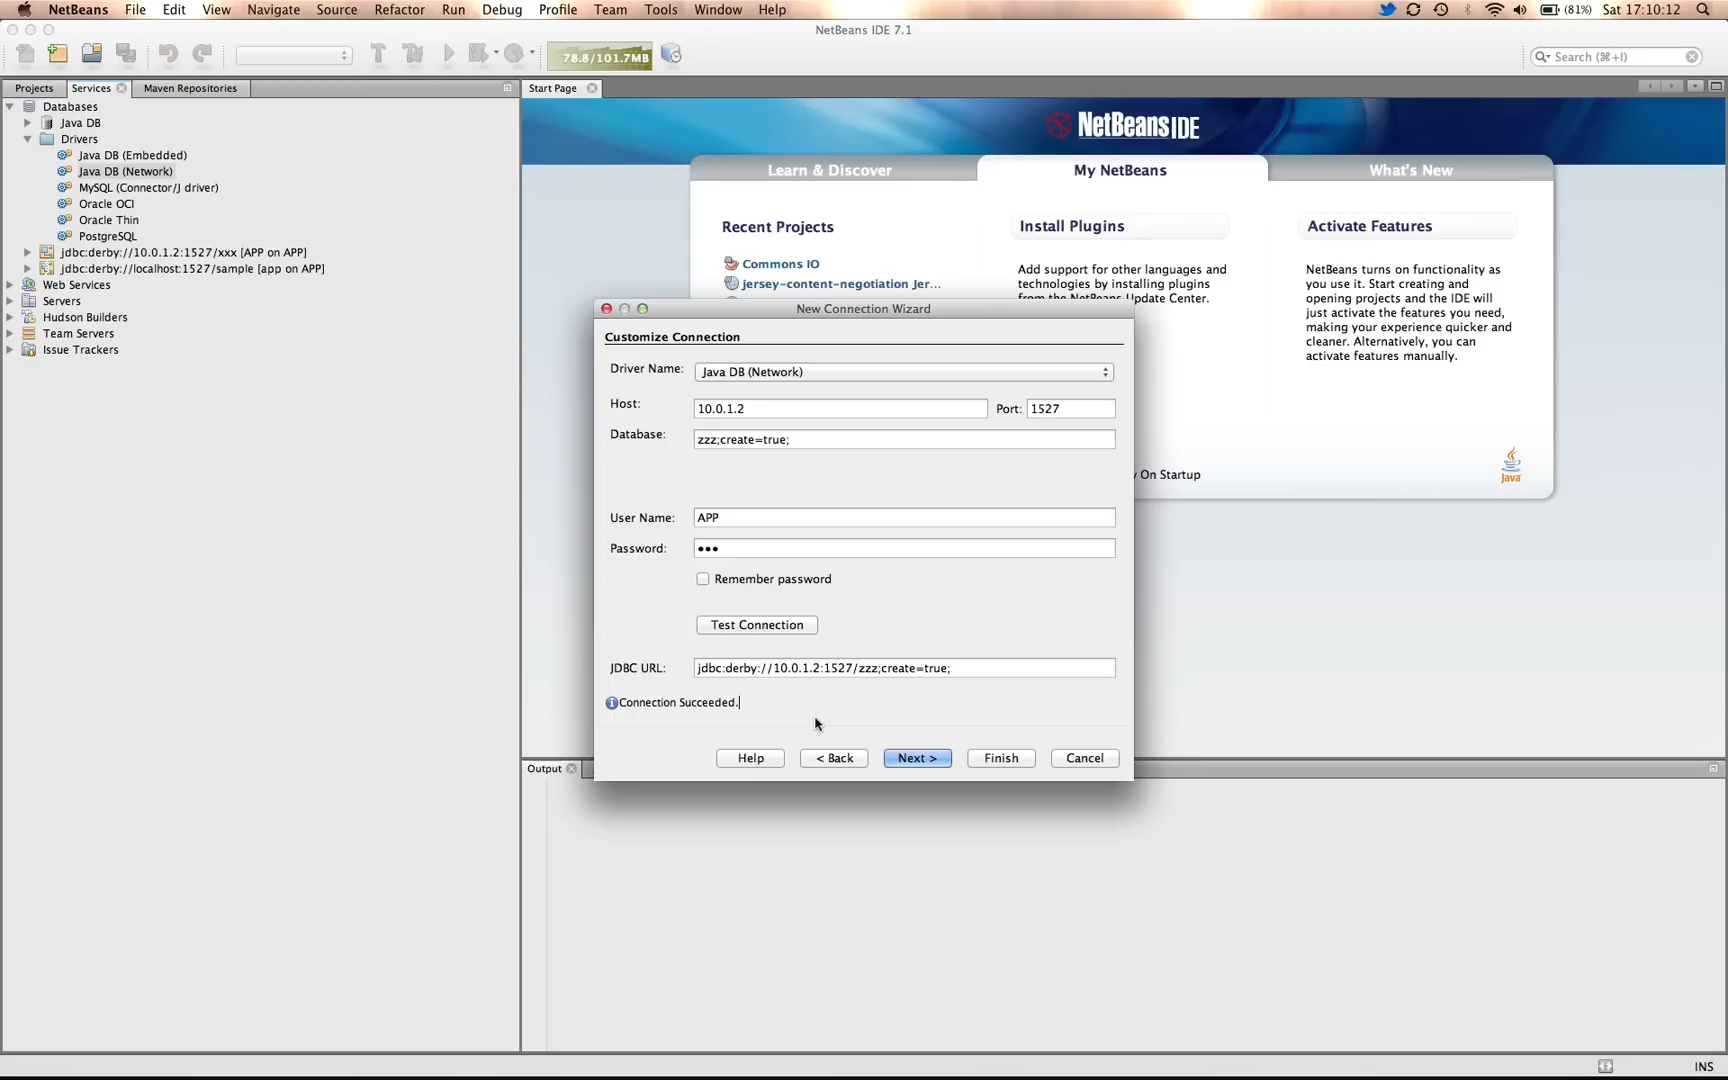 NetBeans File Edit View Navigate Source Refactor Run Debug Profile Team Tools Window Help (81%) Sat 17:10:12
NetBeans IDE 7.1
78.8/101.7MB
Search (⌘+I)
Projects Services Maven Repositories
Start Page
Databases
Java DB
Drivers
Java DB (Embedded)
Java DB (Network)
MySQL (Connector/J driver)
Oracle OCI
Oracle Thin
PostgreSQL
jdbc:derby://10.0.1.2:1527/xxx [APP on APP]
jdbc:derby://localhost:1527/sample [app on APP]
Web Services
Servers
Hudson Builders
Team Servers
Issue Trackers
NetBeans IDE
Learn & Discover My NetBeans What's New
Recent Projects
Commons IO
jersey-content-negotiation Jer...
Install Plugins
Add support for other languages and
technologies by installing plugins
from the NetBeans Update Center.
Activate Features
NetBeans turns on functionality as
you use it. Start creating and
opening projects and the IDE will
just activate the features you need,
making your experience quicker and
cleaner. Alternatively, you can
activate features manually.
On Startup
Java
New Connection Wizard
Customize Connection
Driver Name: Java DB (Network)
Host: 10.0.1.2 Port: 1527
Database: zzz;create=true;
User Name: APP
Password: •••
Remember password
Test Connection
JDBC URL: jdbc:derby://10.0.1.2:1527/zzz;create=true;
Connection Succeeded.
Help < Back Next > Finish Cancel
Output
INS